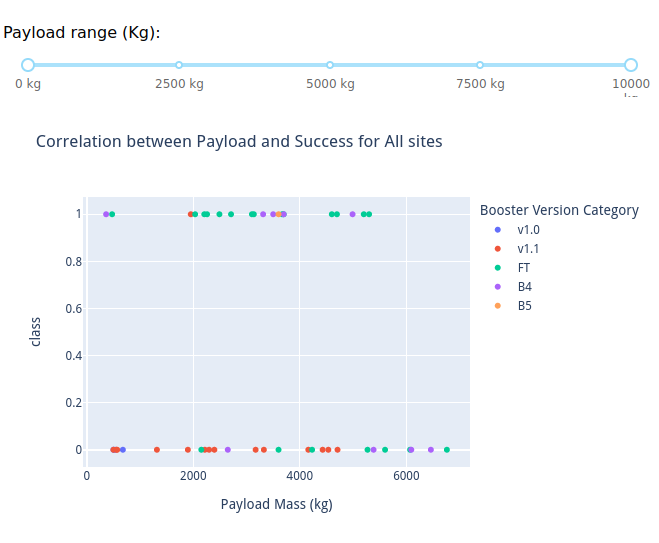 Payload range (Kg):
0 kg 2500 kg 5000 kg 7500 kg 10000
Correlation between Payload and Success for All sites
Booster Version Category
v1.0
v1.1
FT
B4
B5
1
0.8
0.6
0.4
0.2
0
class
0 2000 4000 6000
Payload Mass (kg)